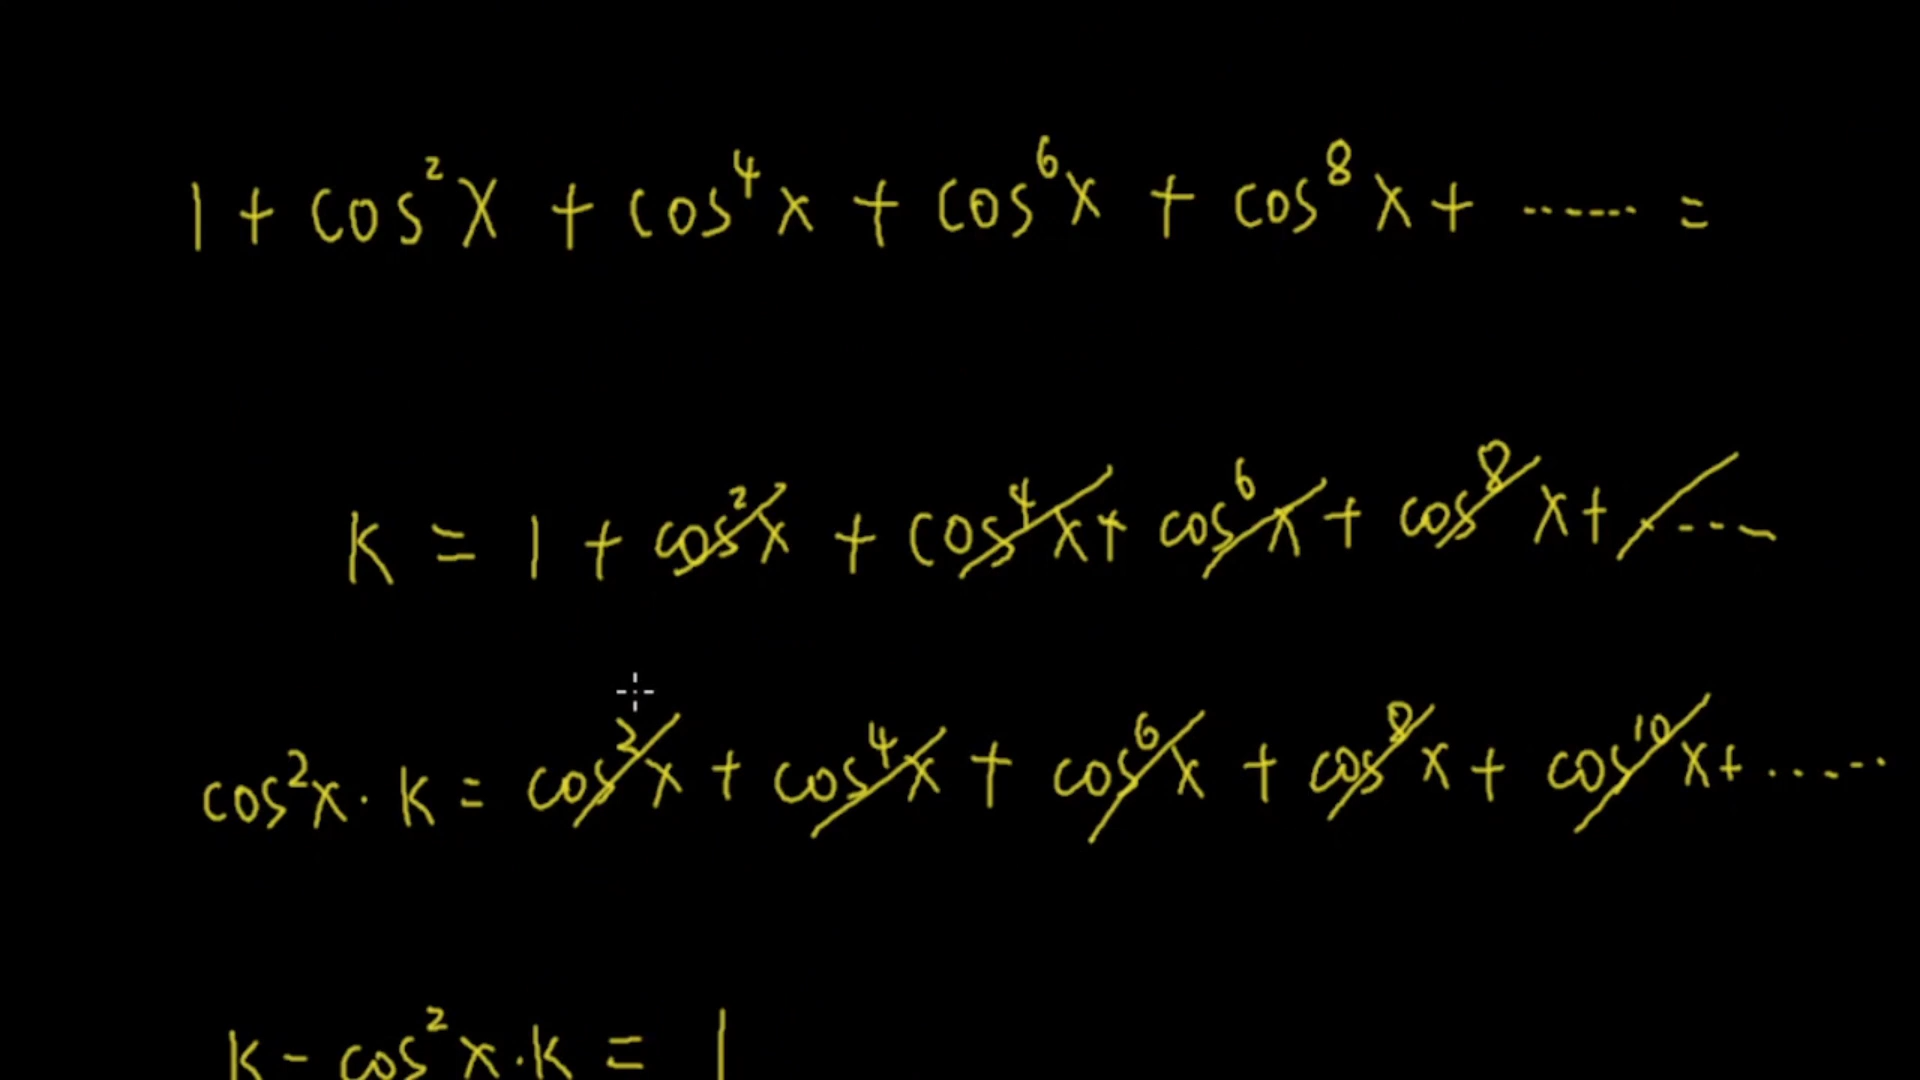 1 + cos²x + cos⁴x + cos⁶x + cos⁸x + ...... =
K = 1 + cos²x + cos⁴x + cos⁶x + cos⁸x + ......
cos²x · K = cos²x + cos⁴x + cos⁶x + cos⁸x + cos¹⁰x + ......
K - cos²x · K = 1